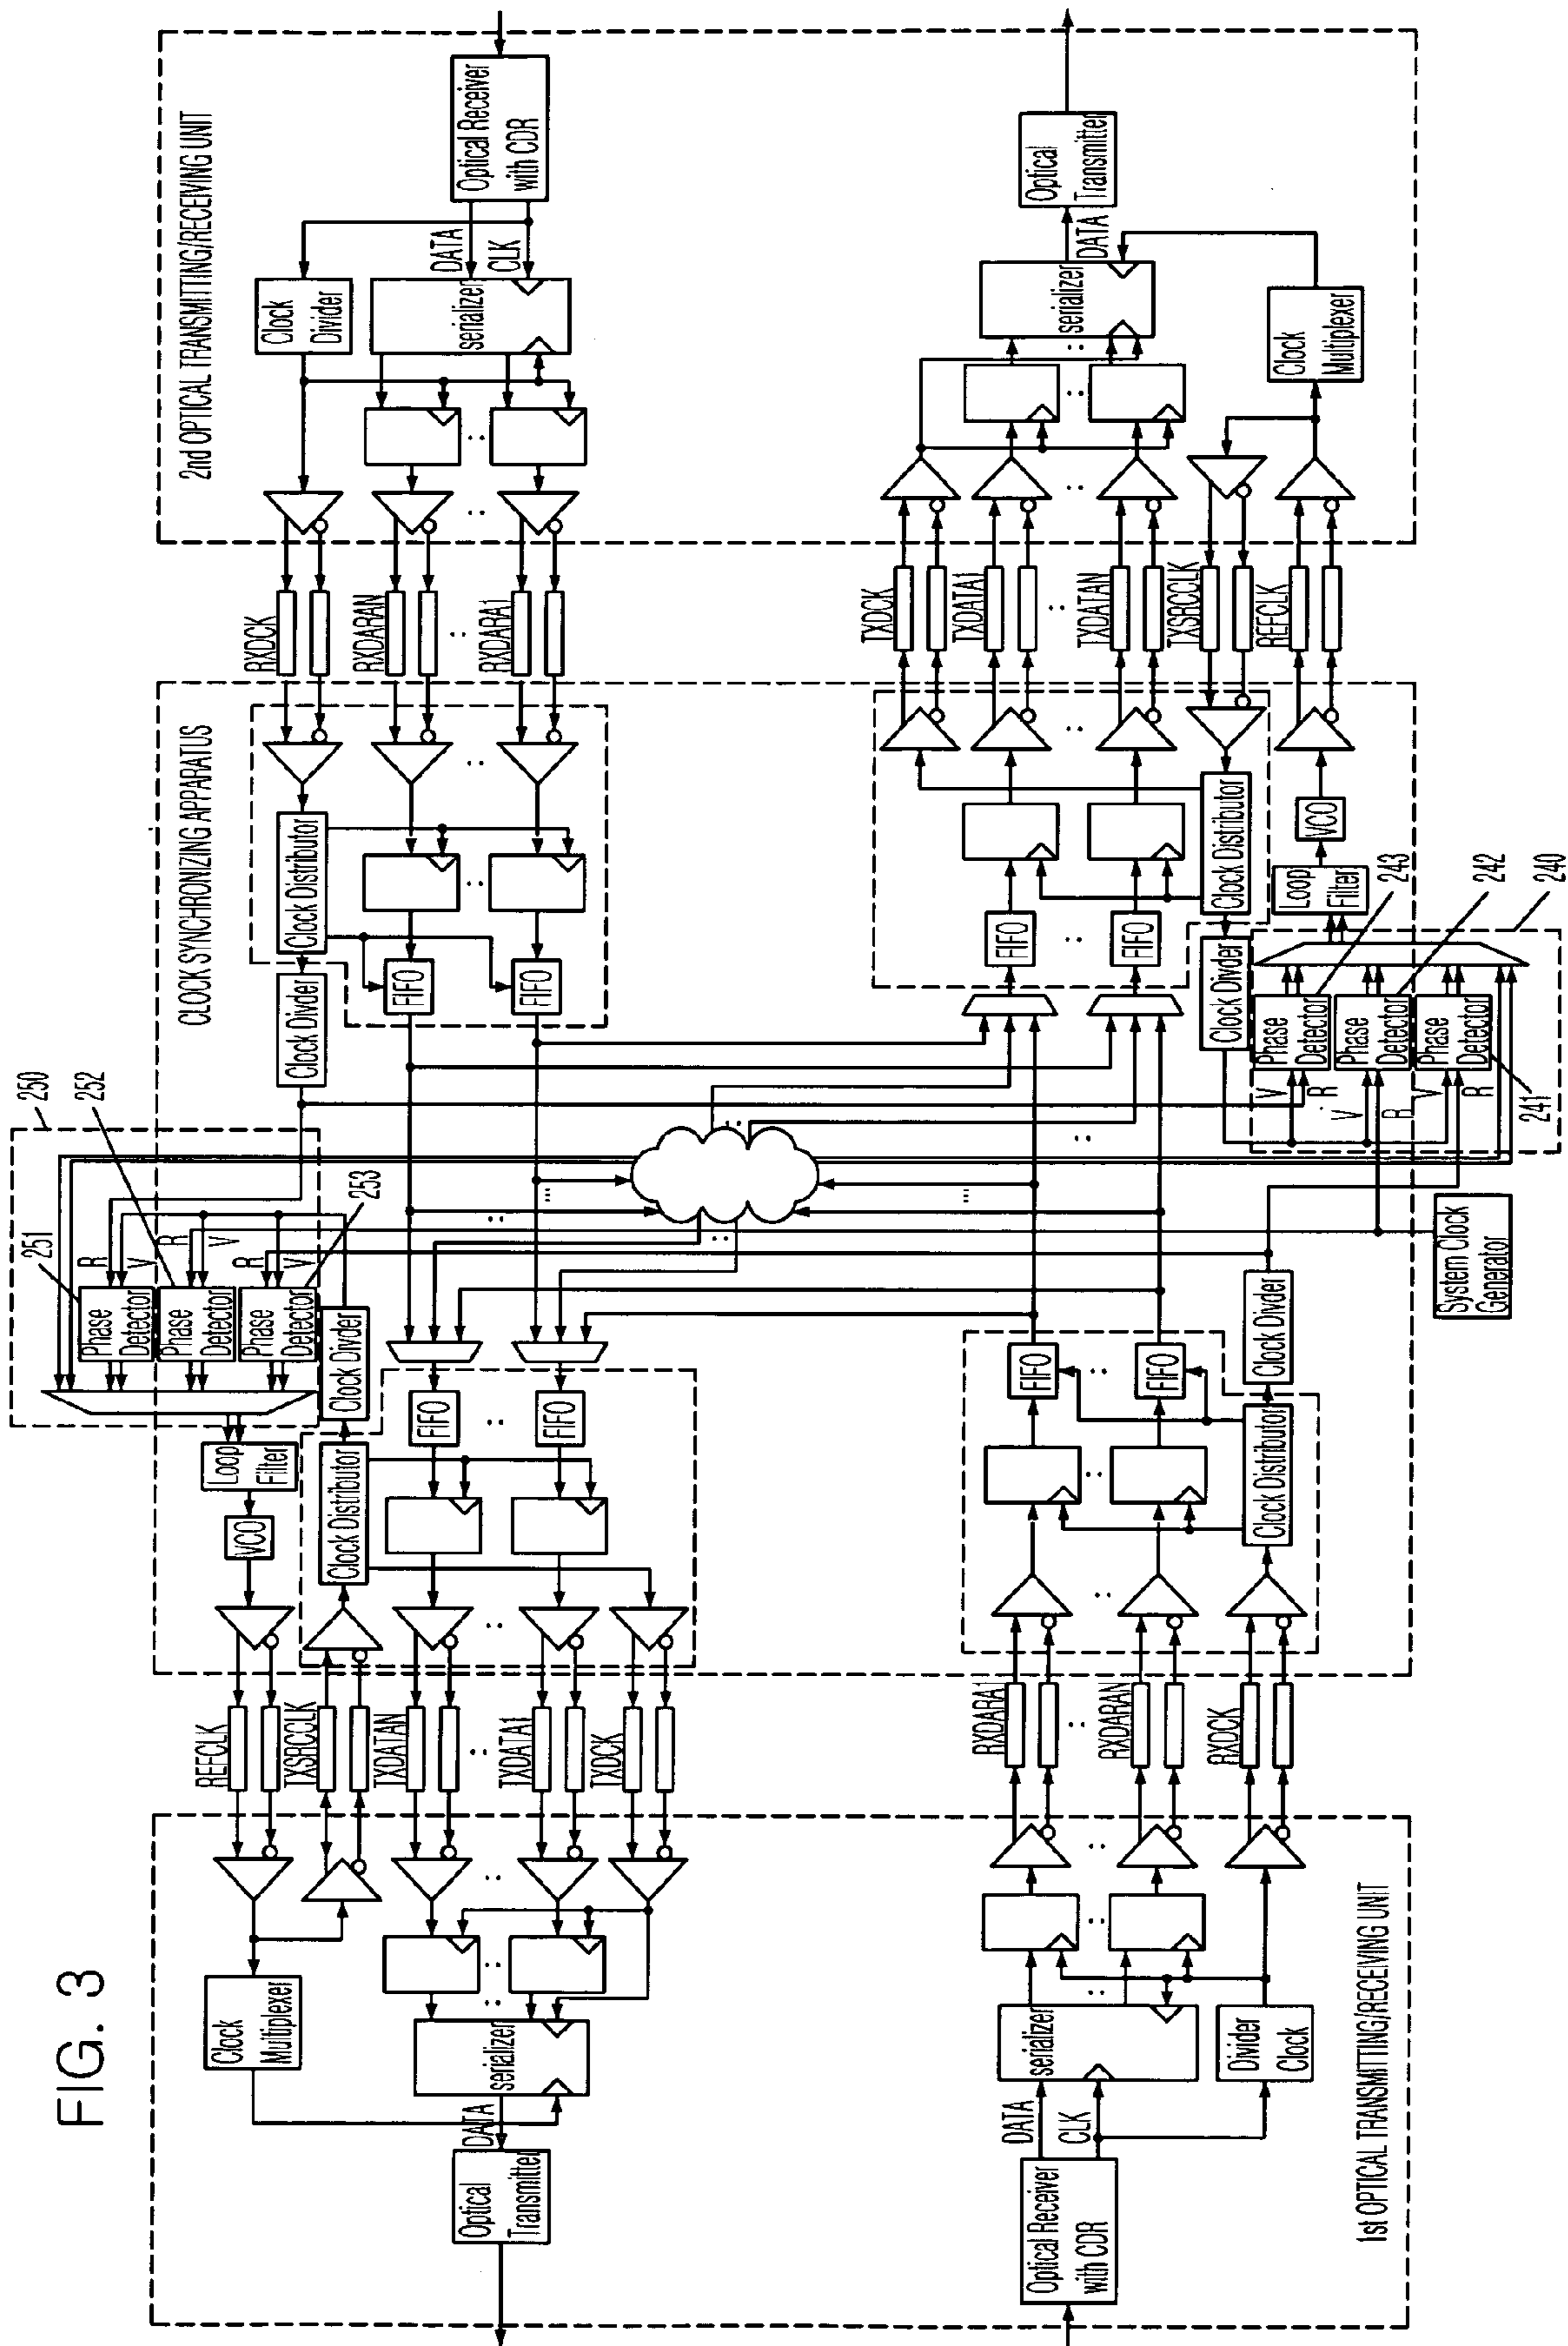 FIG. 3
2nd OPTICAL TRANSMITTING/RECEIVING UNIT
Optical Receiver
with CDR
DATA
CLK
Clock
Divider
serializer
RXDCK
RXDARAN
RXDARA1
Optical
Transmitter
DATA
serializer
Clock
Multiplexer
TXDCK
TXDATA1
TXDATAN
TXSRCCLK
REFCLK
CLOCK SYNCHRONIZING APPARATUS
Clock Distributor
Clock Divder
FIFO
FIFO
FIFO
FIFO
Clock Distributor
Clock Divder
VCO
Loop
Filter
Phase
Detector
Phase
Detector
Phase
Detector
V
R
V
R
V
R
243
242
240
241
250
252
251
253
R
V
R
V
R
V
Phase
Detector
Phase
Detector
Phase
Detector
Loop
Filter
VCO
Clock Divder
Clock Distributor
FIFO
FIFO
System Clock
Generator
Clock Divder
Clock Distributor
FIFO
FIFO
REFCLK
TXSRCCLK
TXDATAN
TXDATA1
TXDCK
RXDARA1
RXDARAN
RXDCK
Clock
Multiplexer
serializer
DATA
Optical
Transmitter
serializer
Divider
Clock
DATA
CLK
Optical Receiver
with CDR
1st OPTICAL TRANSMITTING/RECEIVING UNIT